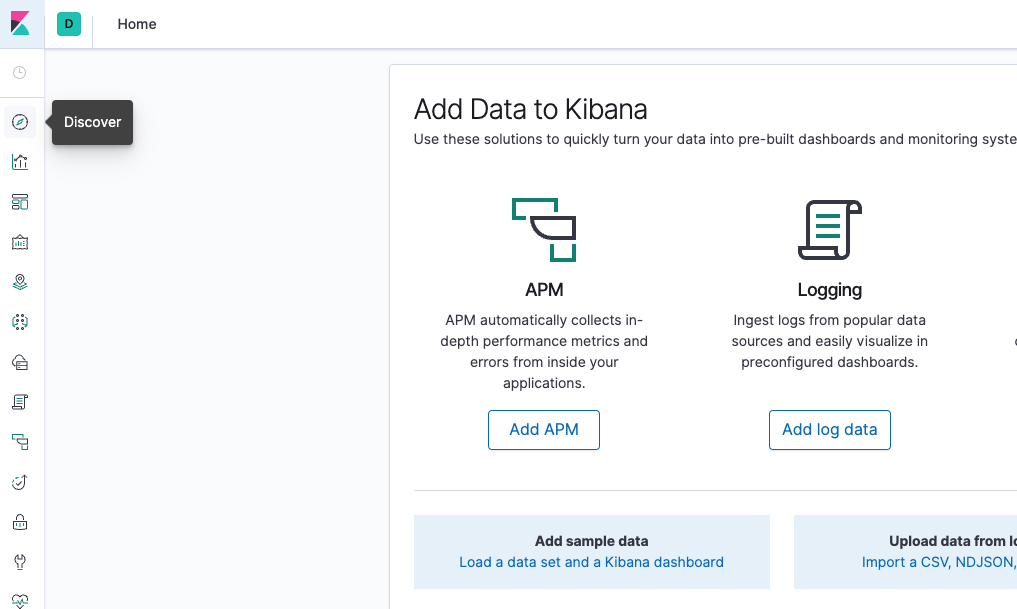 D
Home
Discover
Add Data to Kibana
Use these solutions to quickly turn your data into pre-built dashboards and monitoring syste
APM
APM automatically collects in-
depth performance metrics and
errors from inside your
applications.
Add APM
Logging
Ingest logs from popular data
sources and easily visualize in
preconfigured dashboards.
Add log data
Add sample data
Load a data set and a Kibana dashboard
Upload data from lo
Import a CSV, NDJSON,